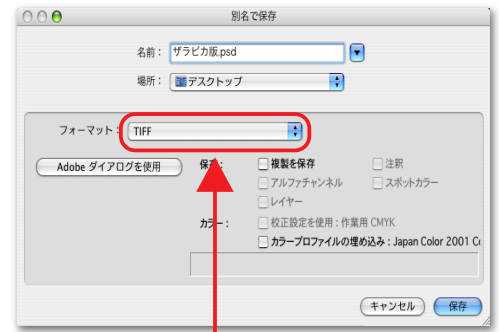 別名で保存
名前： ザラピカ版.psd
場所： デスクトップ
フォーマット： TIFF
Adobe ダイアログを使用
保存： 複製を保存 注釈
アルファチャンネル スポットカラー
レイヤー
カラー： 校正設定を使用：作業用 CMYK
カラープロファイルの埋め込み：Japan Color 2001 Co
キャンセル 保存